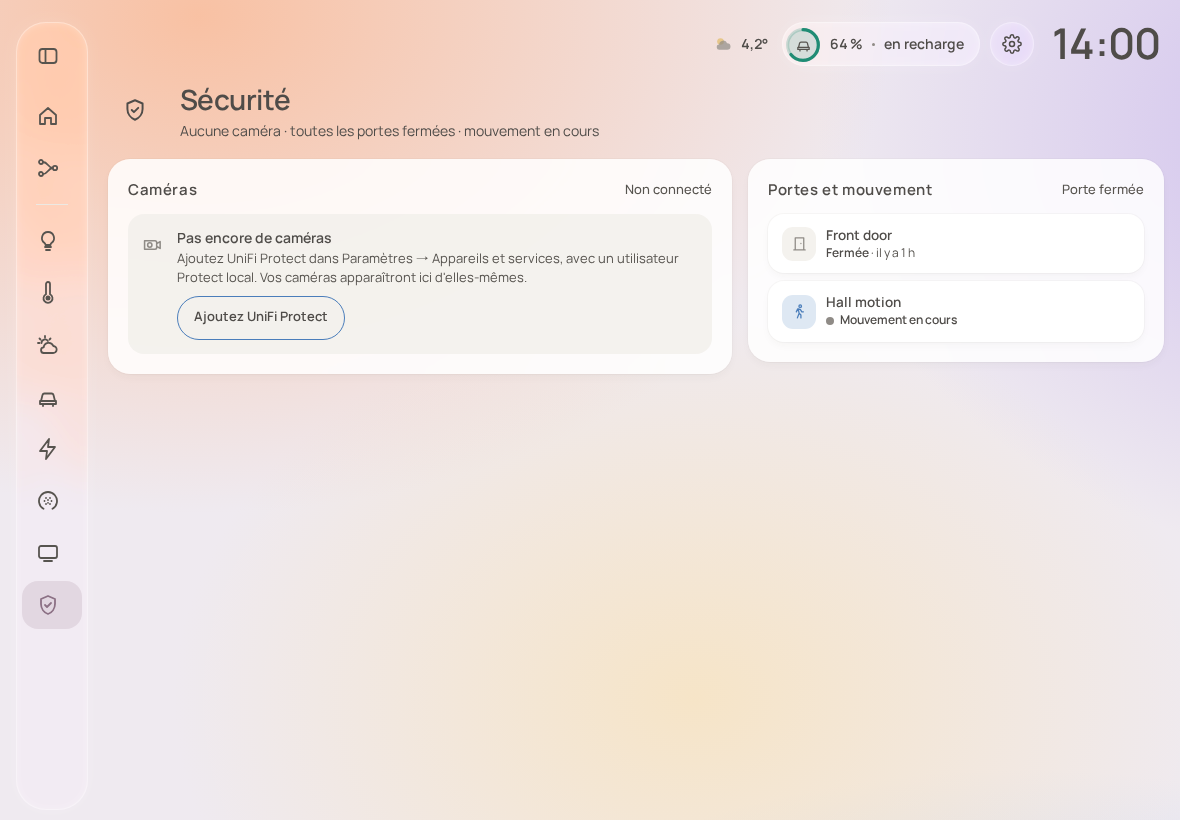 4,2°
64 % • en recharge
14:00
Sécurité
Aucune caméra · toutes les portes fermées · mouvement en cours
Caméras
Non connecté
Pas encore de caméras
Ajoutez UniFi Protect dans Paramètres → Appareils et services, avec un utilisateur
Protect local. Vos caméras apparaîtront ici d'elles-mêmes.
Ajoutez UniFi Protect
Portes et mouvement
Porte fermée
Front door
Fermée · il y a 1 h
Hall motion
Mouvement en cours